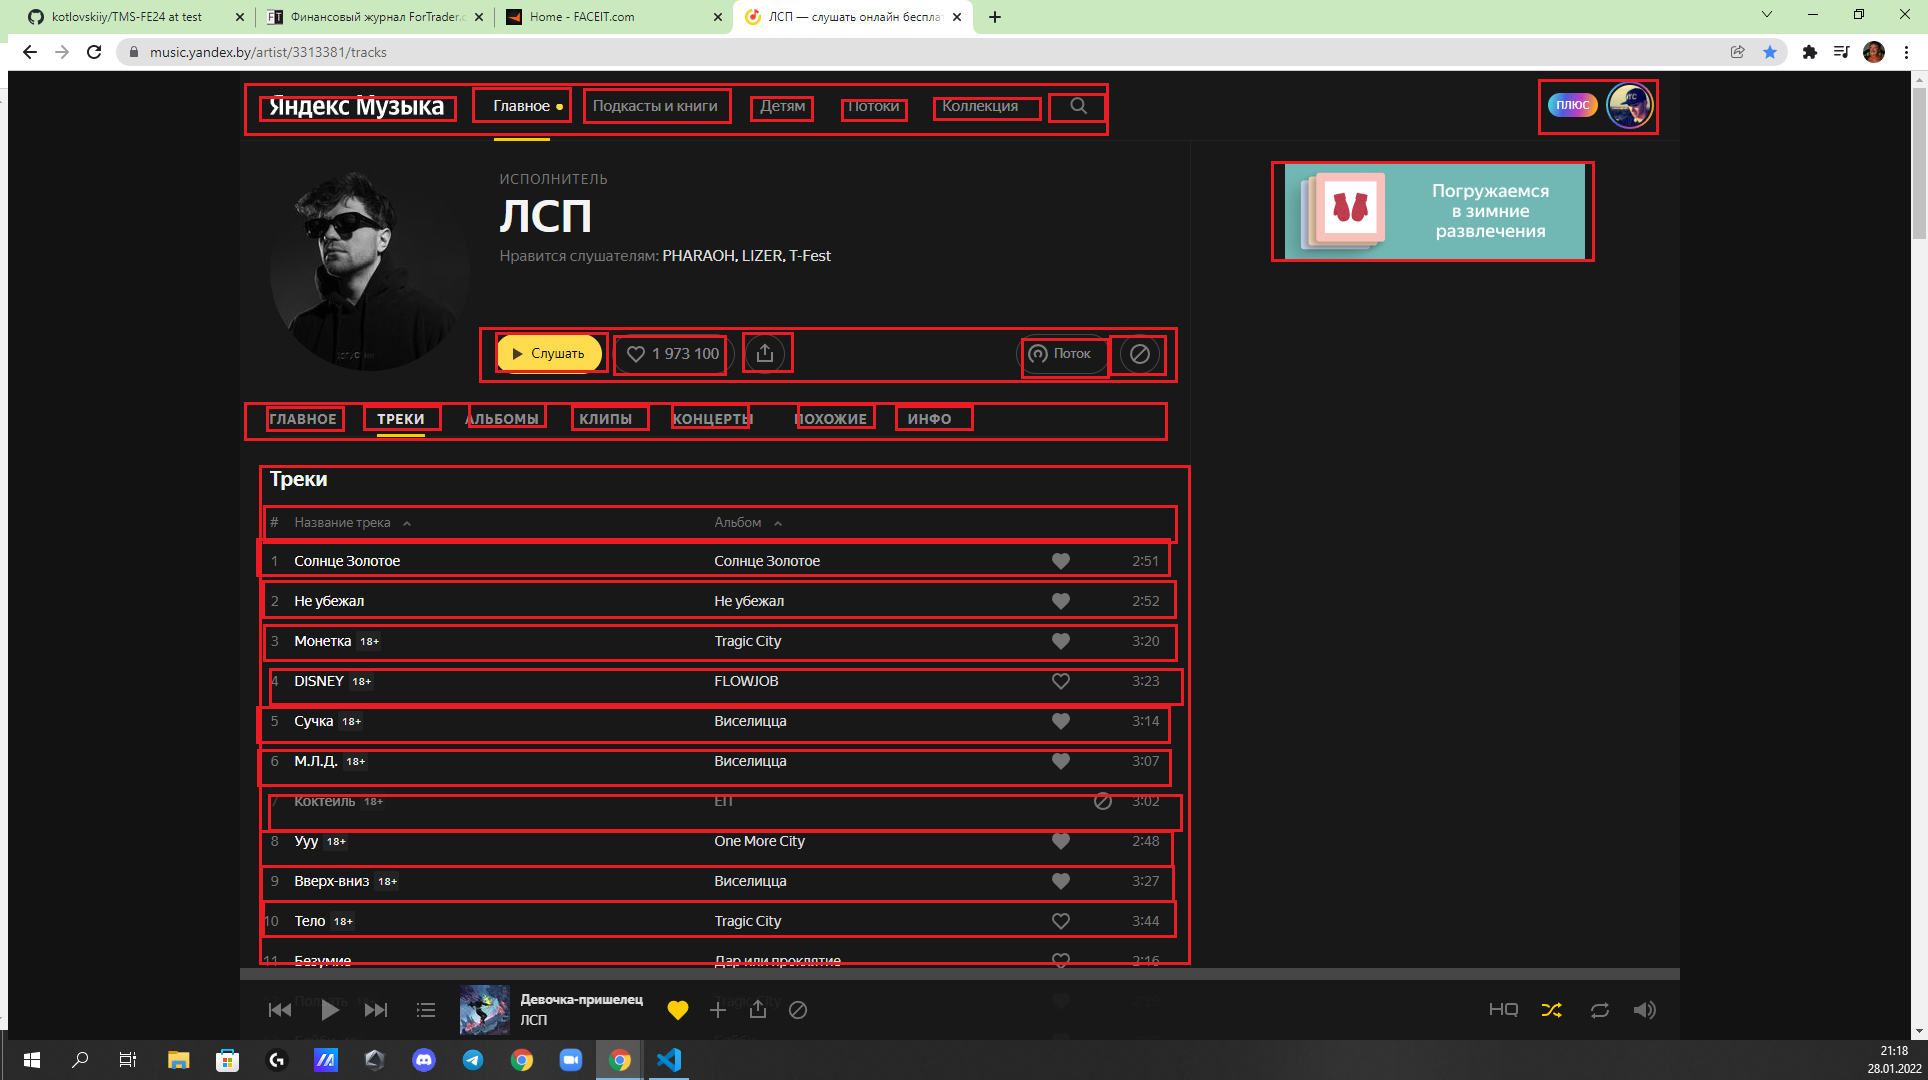 kotlovskiiy/TMS-FE24 at test
Финансовый журнал ForTrader.
Home - FACEIT.com
ЛСП — слушать онлайн бесплат
music.yandex.by/artist/3313381/tracks
Яндекс Музыка Главное Подкасты и книги Детям Потоки Коллекция
ПЛЮС
ИСПОЛНИТЕЛЬ
ЛСП
Нравится слушателям: PHARAOH, LIZER, T-Fest
Погружаемся
в зимние
развлечения
Слушать 1 973 100 Поток
ГЛАВНОЕ ТРЕКИ АЛЬБОМЫ КЛИПЫ КОНЦЕРТЫ ПОХОЖИЕ ИНФО
Треки
# Название трека Альбом
1 Солнце Золотое Солнце Золотое 2:51
2 Не убежал Не убежал 2:52
3 Монетка 18+ Tragic City 3:20
4 DISNEY 18+ FLOWJOB 3:23
5 Сучка 18+ Виселицца 3:14
6 М.Л.Д. 18+ Виселицца 3:07
7 Коктейль 18+ ЕП 3:02
8 Ууу 18+ One More City 2:48
9 Вверх-вниз 18+ Виселицца 3:27
10 Тело 18+ Tragic City 3:44
11 Безумие Дар или проклятие 2:16
Девочка-пришелец
ЛСП
HQ
21:18
28.01.2022